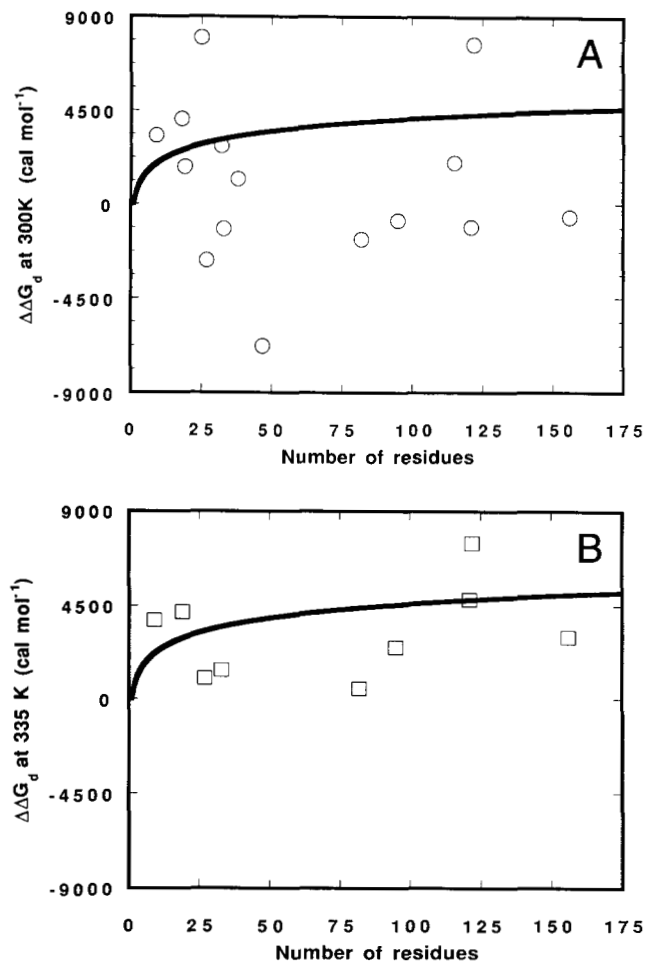 A
9000
4500
0
-4500
-9000
ΔΔG_d at 300K (cal mol⁻¹)
0 25 50 75 100 125 150 175
Number of residues
B
9000
4500
0
-4500
-9000
ΔΔG_d at 335 K (cal mol⁻¹)
0 25 50 75 100 125 150 175
Number of residues